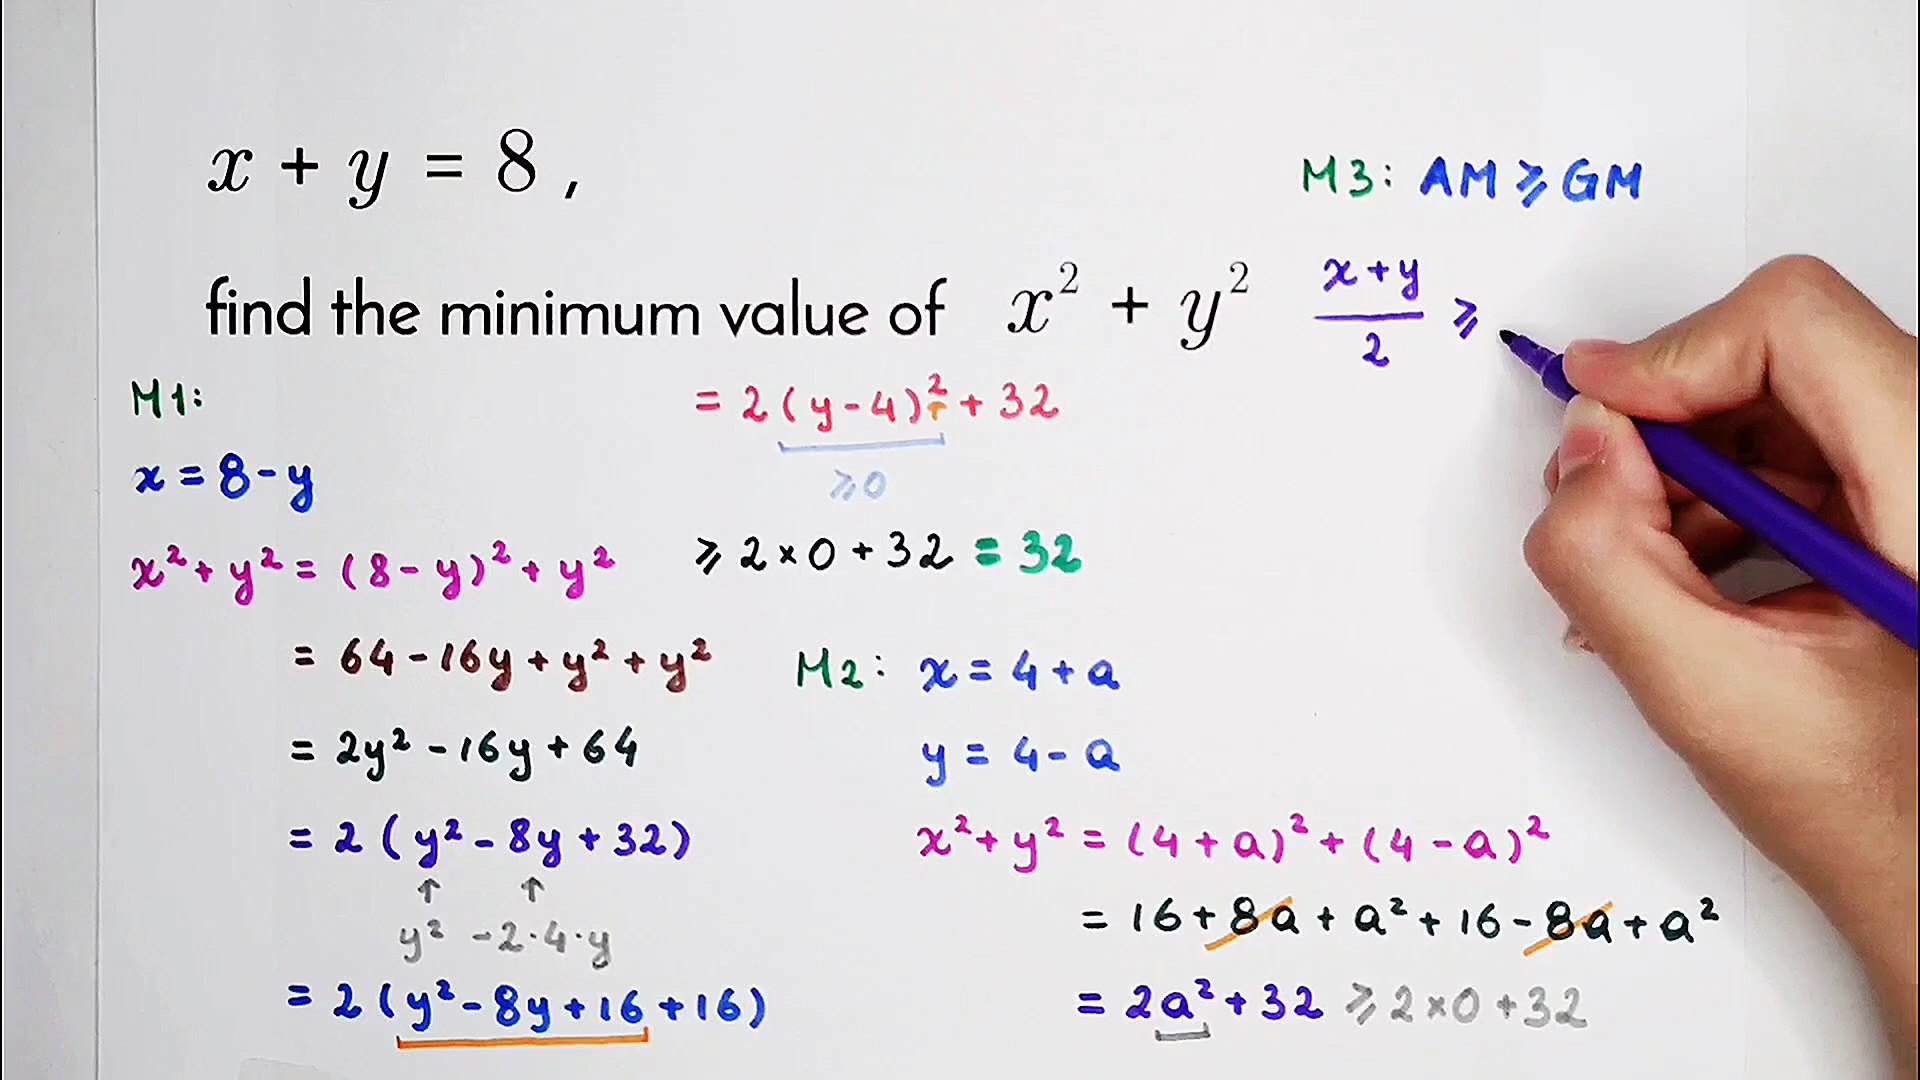 x + y = 8 ,
find the minimum value of x² + y²
M1:
x = 8 - y
x² + y² = (8 - y)² + y²
= 64 - 16y + y² + y²
= 2y² - 16y + 64
= 2 (y² - 8y + 32)
↑ ↑
y² -2·4·y
= 2 (y² - 8y + 16 + 16)
= 2 (y - 4)² + 32
≥0
≥ 2 × 0 + 32 = 32
M2: x = 4 + a
y = 4 - a
x² + y² = (4 + a)² + (4 - a)²
= 16 + 8a + a² + 16 - 8a + a²
= 2a² + 32 ≥ 2 × 0 + 32
M3: AM ≥ GM
x + y
2
≥